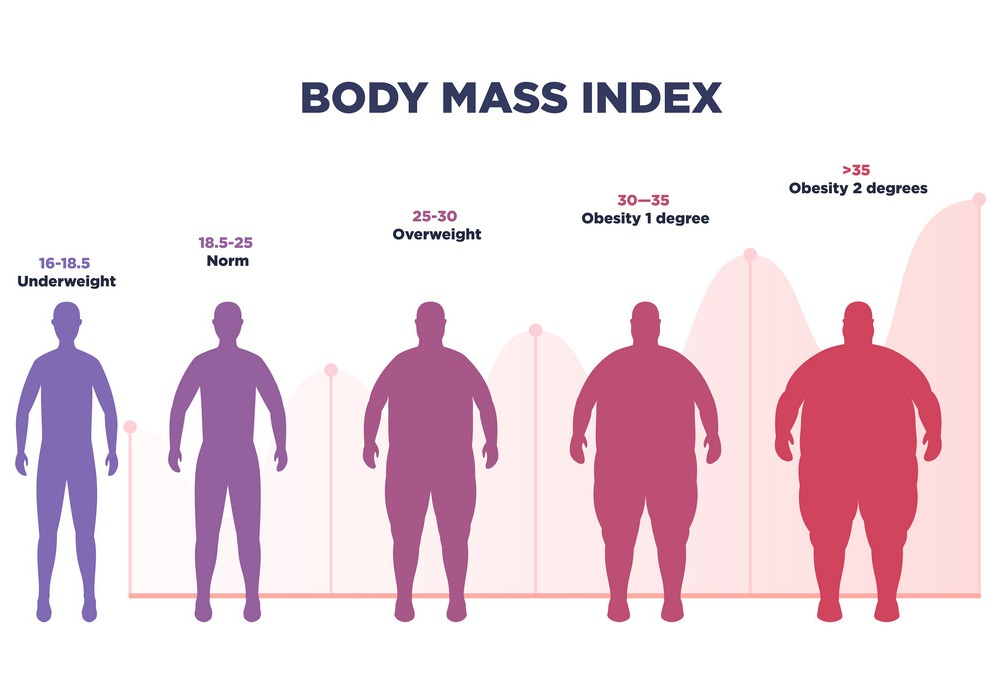 BODY MASS INDEX
16-18.5
Underweight
18.5-25
Norm
25-30
Overweight
30—35
Obesity 1 degree
>35
Obesity 2 degrees